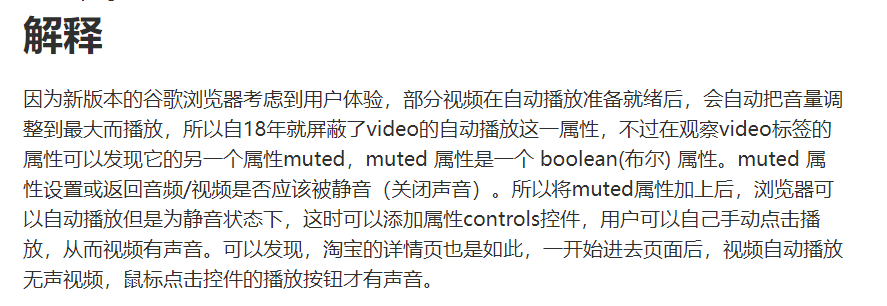 解释
因为新版本的谷歌浏览器考虑到用户体验，部分视频在自动播放准备就绪后，会自动把音量调
整到最大而播放，所以自18年就屏蔽了video的自动播放这一属性，不过在观察video标签的
属性可以发现它的另一个属性muted，muted 属性是一个 boolean(布尔) 属性。muted 属
性设置或返回音频/视频是否应该被静音（关闭声音）。所以将muted属性加上后，浏览器可
以自动播放但是为静音状态下，这时可以添加属性controls控件，用户可以自己手动点击播
放，从而视频有声音。可以发现，淘宝的详情页也是如此，一开始进去页面后，视频自动播放
无声视频，鼠标点击控件的播放按钮才有声音。